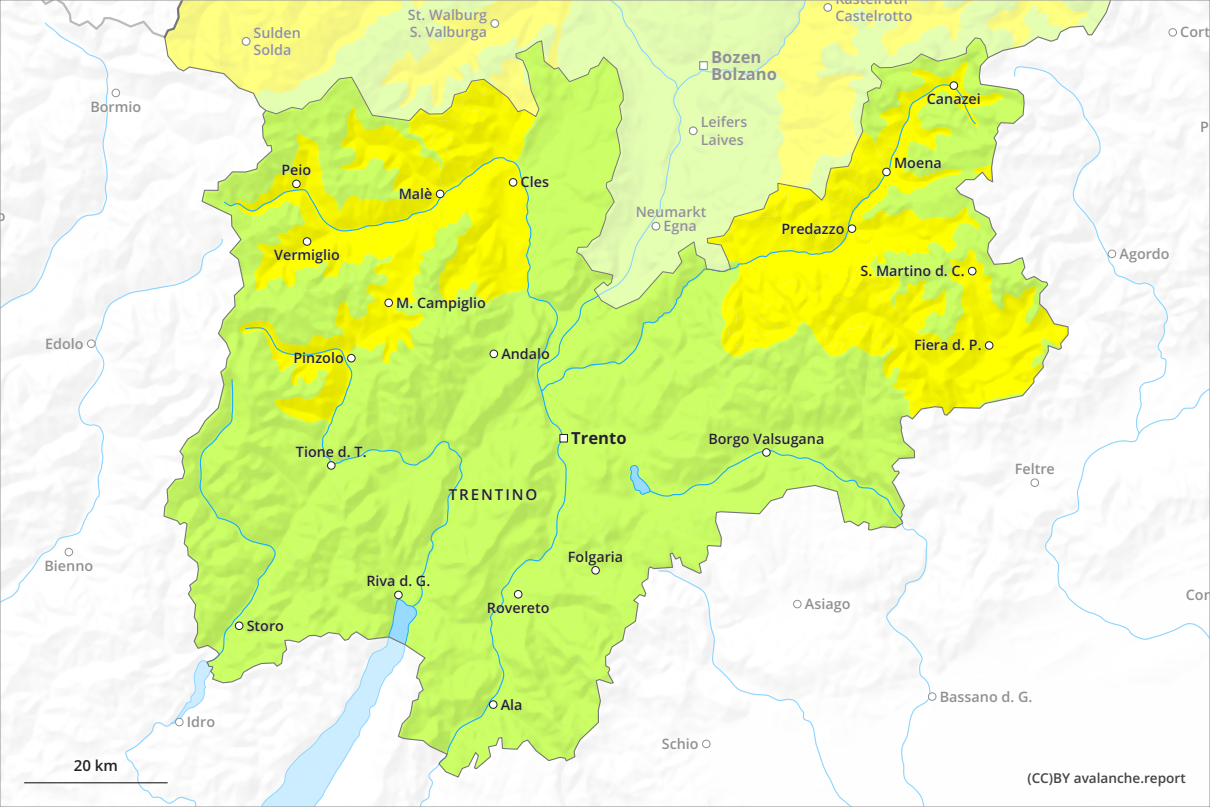 Kastelruth
Castelrotto
St. Walburg
S. Valburga
Sulden
Solda
Cort
Bozen
Bolzano
Bormio
Canazei
Leifers
Laives
P
Moena
Peio
Malè
Cles
Neumarkt
Egna
Predazzo
Vermiglio
Agordo
S. Martino d. C.
M. Campiglio
Edolo
Pinzolo
Andalo
Fiera d. P.
Trento
Borgo Valsugana
Tione d. T.
Feltre
TRENTINO
Bienno
Folgaria
Riva d. G.
Rovereto
Asiago
Cor
Storo
Bassano d. G.
Ala
Idro
Schio
20 km
(CC)BY avalanche.report